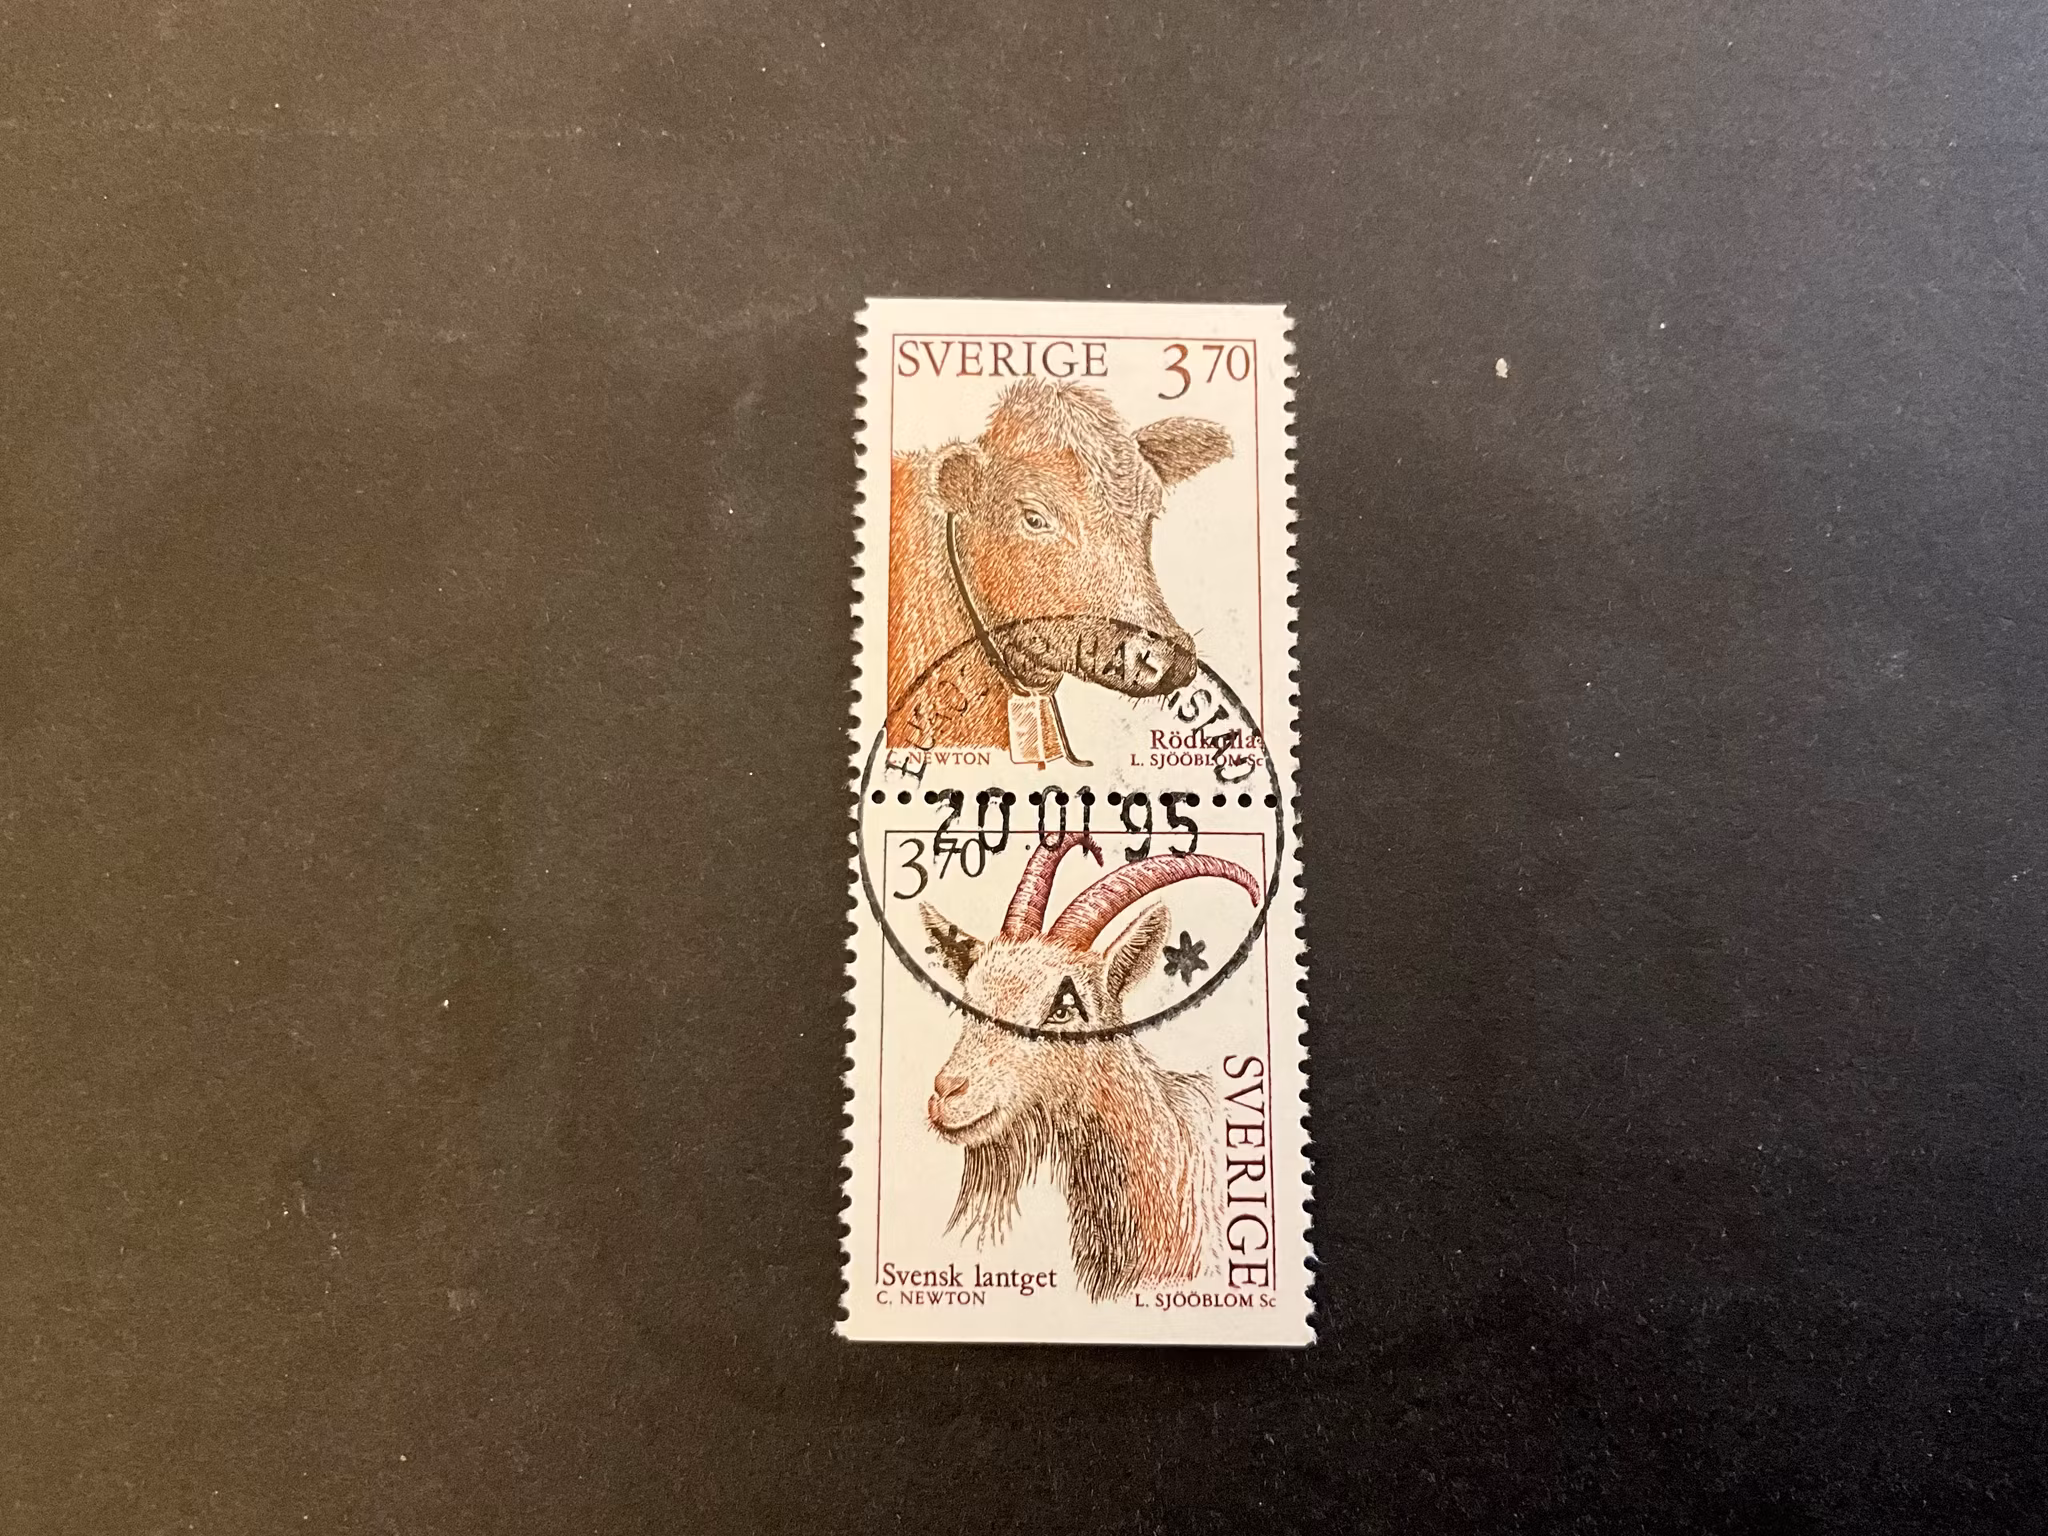 SVERIGE 3 70
Rödkulla
C. NEWTON L. SJÖÖBLOM Sc
20.01.95
3 70
A
SVERIGE
Svensk lantget
C. NEWTON L. SJÖÖBLOM Sc